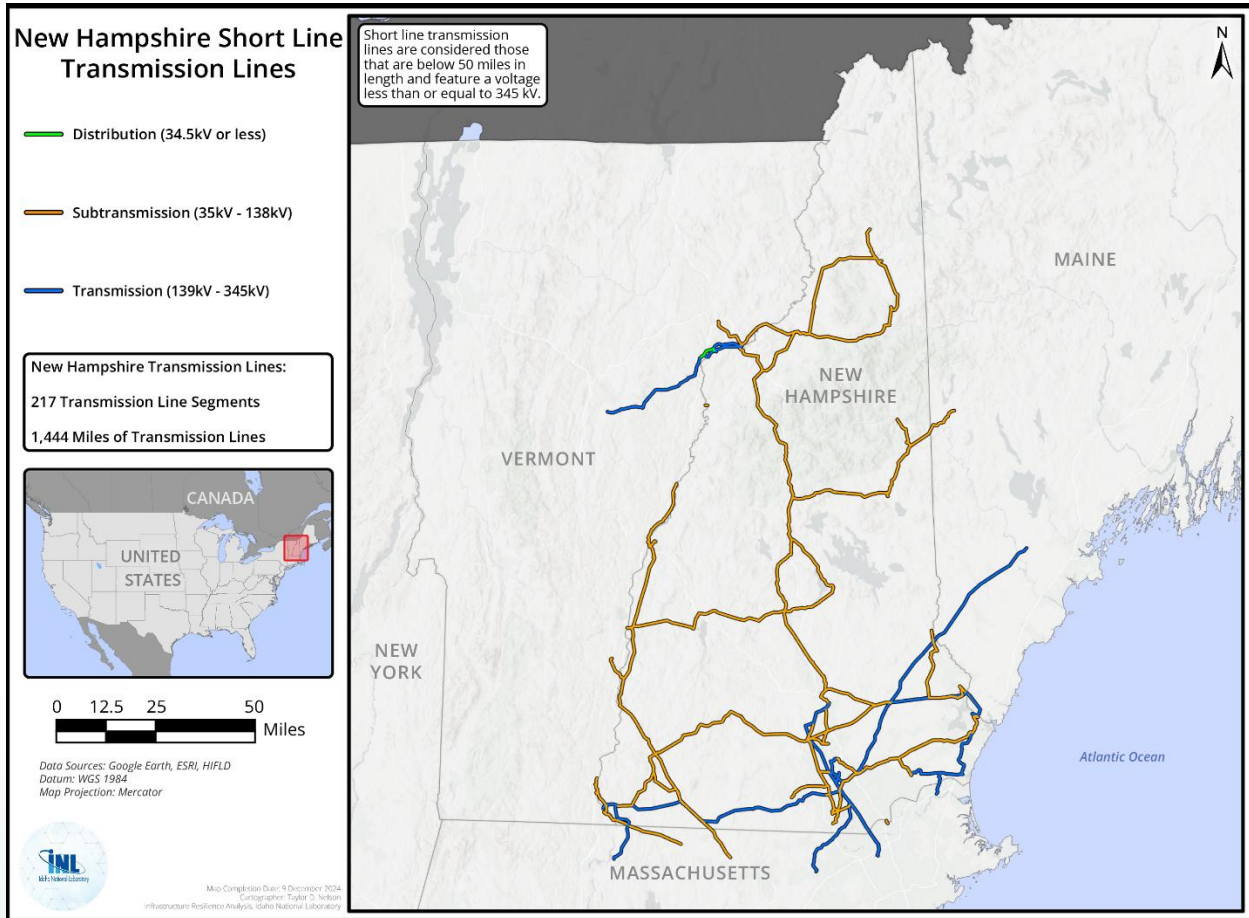 New Hampshire Short Line
Transmission Lines
Distribution (34.5kV or less)
Subtransmission (35kV - 138kV)
Transmission (139kV - 345kV)
New Hampshire Transmission Lines:
217 Transmission Line Segments
1,444 Miles of Transmission Lines
CANADA
UNITED
STATES
0 12.5 25 50
Miles
Data Sources: Google Earth, ESRI, HIFLD
Datum: WGS 1984
Map Projection: Mercator
INL
Idaho National Laboratory
Map Completion Date: 9 December 2024
Cartographer: Taylor D. Nelson
Infrastructure Resilience Analysis, Idaho National Laboratory
Short line transmission
lines are considered those
that are below 50 miles in
length and feature a voltage
less than or equal to 345 kV.
N
MAINE
NEW
HAMPSHIRE
VERMONT
NEW
YORK
Atlantic Ocean
MASSACHUSETTS